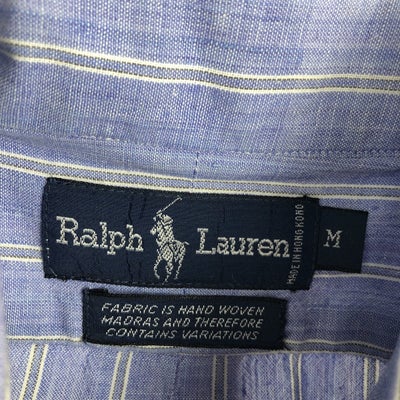 Ralph Lauren
MADE IN HONG KONG
M
FABRIC IS HAND WOVEN
MADRAS AND THEREFORE
CONTAINS VARIATIONS